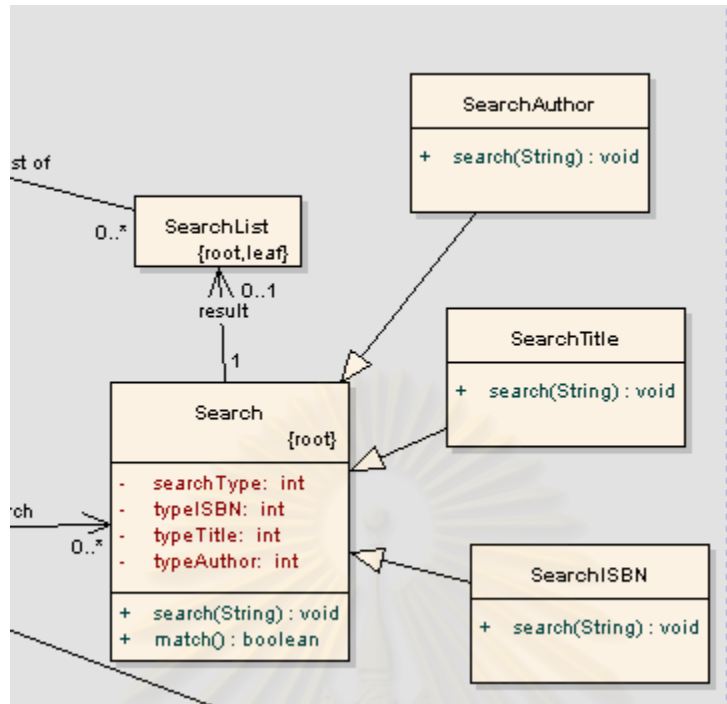 SearchAuthor
+ search(String) : void
st of
0..*
SearchList
{root,leaf}
0..1
result
1
SearchTitle
+ search(String) : void
Search
{root}
- searchType: int
- typeISBN: int
- typeTitle: int
- typeAuthor: int
+ search(String) : void
+ match() : boolean
rch
0..*
SearchISBN
+ search(String) : void